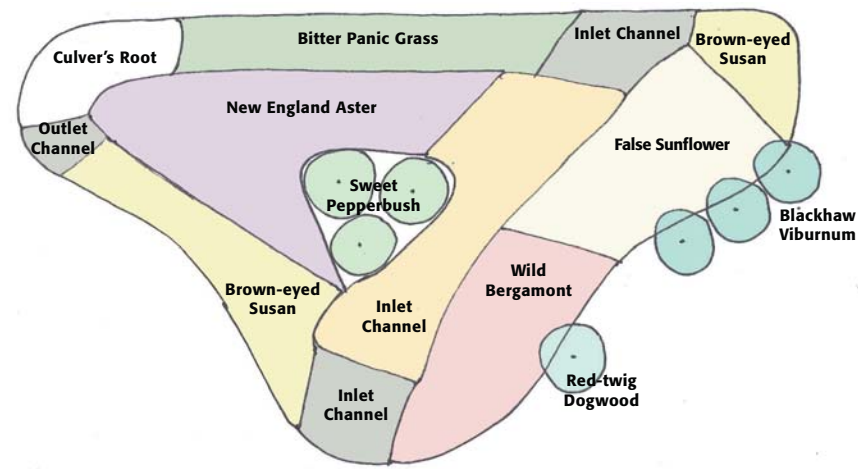 Culver's Root
Bitter Panic Grass
Inlet Channel
Brown-eyed
Susan
New England Aster
Outlet
Channel
False Sunflower
Sweet
Pepperbush
Blackhaw
Viburnum
Wild
Bergamont
Brown-eyed
Susan
Inlet
Channel
Red-twig
Dogwood
Inlet
Channel